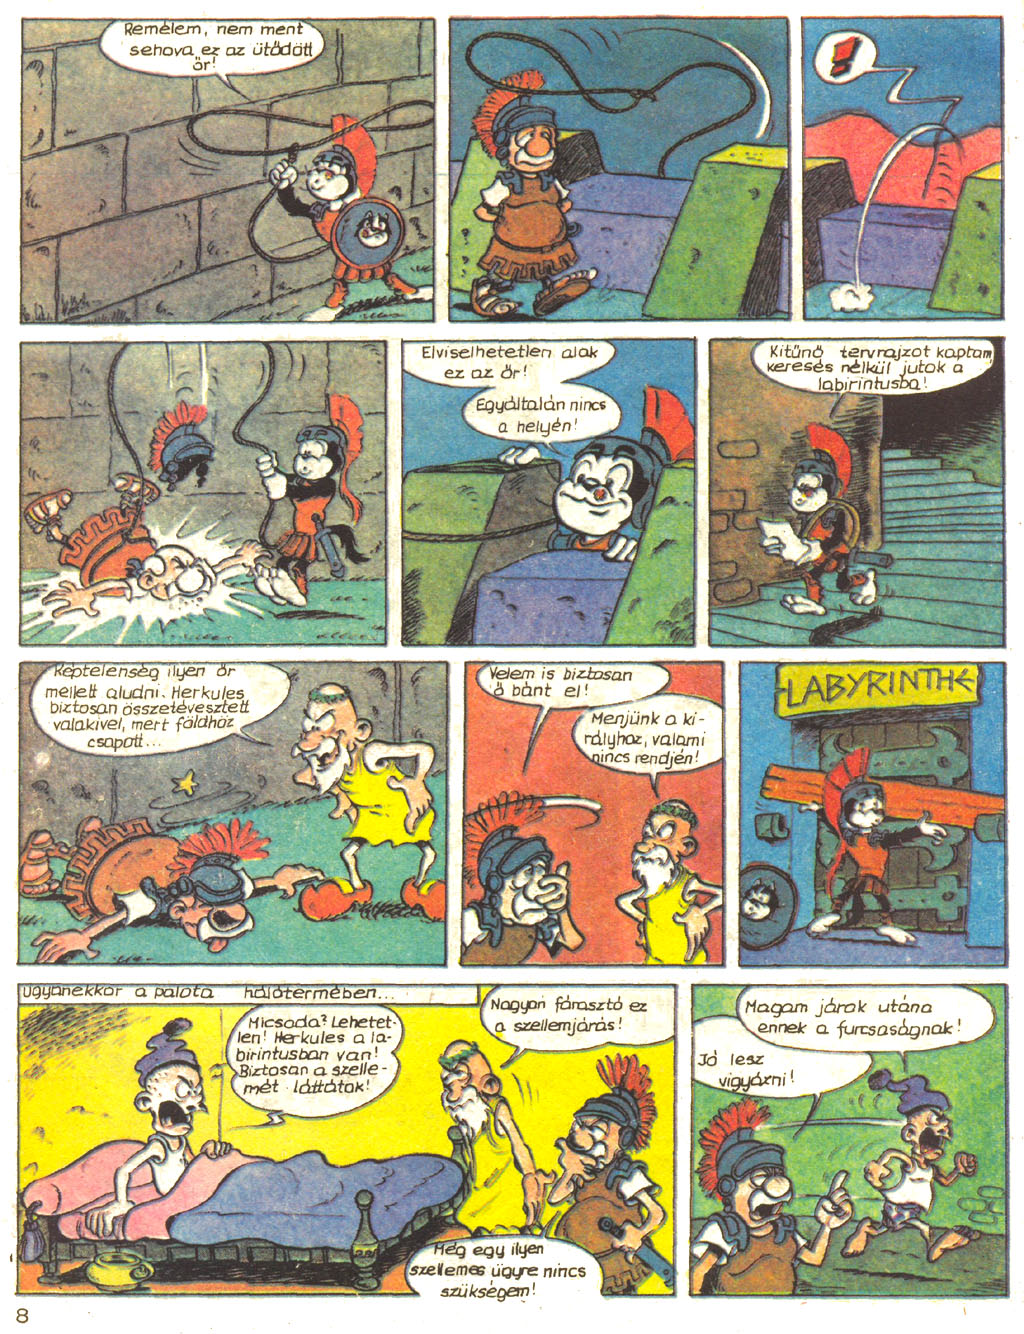 Remélem, nem ment
sehova ez az ütődött
őr!
!
Elviselhetetlen alak
ez az őr!
Egyáltalán nincs
a helyén!
Kitűnő tervrajzot kaptam,
keresés nélkül jutok a
labirintusba!
Képtelenség ilyen őr
mellett aludni. Herkules
biztosan összetévesztett
valakivel, mert földhöz
csapott...
Velem is biztosan
ő bánt el!
Menjünk a ki-
rályhoz, valami
nincs rendjén!
LABYRINTHE
Ugyanekkor a palota hálótermében...
Micsoda? Lehetet-
len! Herkules a la-
birintusban van!
Biztosan a szelle-
mét láttátok!
Nagyon fárasztó ez
a szellemjárás!
Még egy ilyen
szellemes ügyre nincs
szükségem!
Magam járok utána
ennek a furcsaságnak!
Jó lesz
vigyázni!
8